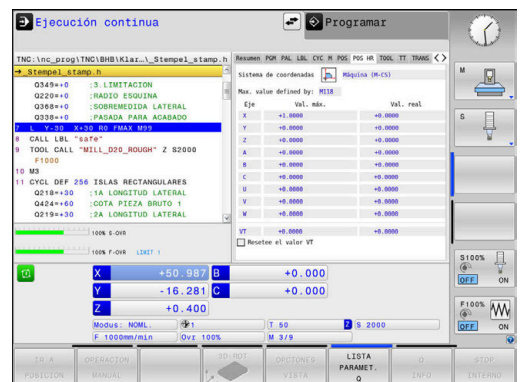 Ejecución continua
Programar
TNC:\nc_prog\TNC\BHB\Klar…\_Stempel_stamp.h
→_Stempel_stamp.h
Q349=+0 ;3.LIMITACION
Q220=+0 ;RADIO ESQUINA
Q368=+0 ;SOBREMEDIDA LATERAL
Q338=+0 ;PASADA PARA ACABADO
7 L Y-30 X+30 R0 FMAX M99
8 CALL LBL "safe"
9 TOOL CALL "MILL_D20_ROUGH" Z S2000
F1000
10 M3
11 CYCL DEF 256 ISLAS RECTANGULARES
Q218=+30 ;1A LONGITUD LATERAL
Q424=+60 ;COTA PIEZA BRUTO 1
Q219=+30 ;2A LONGITUD LATERAL
100% S-OVR
100% F-OVR LIMIT 1
Resumen PGM PAL LBL CYC M POS POS HR TOOL TT TRANS
Sistema de coordenadas Máquina (M-CS)
Max. value defined by: M118
Eje Val. máx. Val. real
X +1.0000 +0.0000
Y +0.0000 +0.0000
Z +0.0000 +0.0000
A +0.0000 +0.0000
B +0.0000 +0.0000
C +0.0000 +0.0000
U +0.0000 +0.0000
V +0.0000 +0.0000
W +0.0000 +0.0000
VT +0.0000 +0.0000
Resetee el valor VT
X +50.987 B +0.000
Y -16.281 C +0.000
Z +0.400
Modus: NOML. 1 T 50 Z S 2000
F 1000mm/min Ovr 100% M 3/9
M
S
S100%
OFF ON
F100%
OFF ON
IR A
POSICION
OPERACIÓN
MANUAL
3D ROT
OPCIONES
VISTA
LISTA
PARAMET.
Q
Q
INFO
STOP
INTERNO